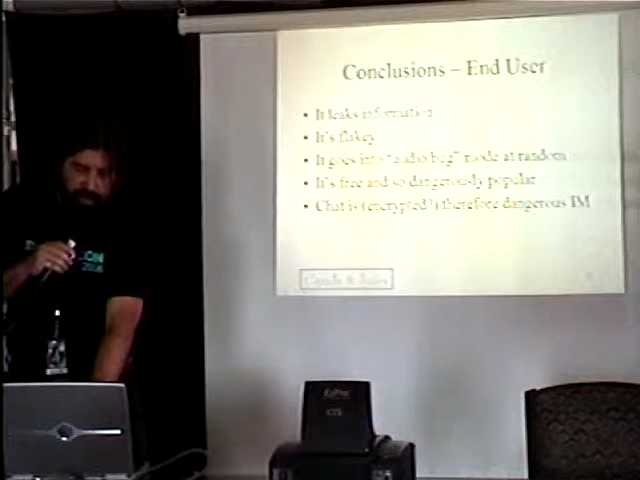 Conclusions – End User
• It leaks information
• It's flakey
• It goes into "audio bug" mode at random
• It's free and so dangerously popular
• Chat is (encrypted?) therefore dangerous IM